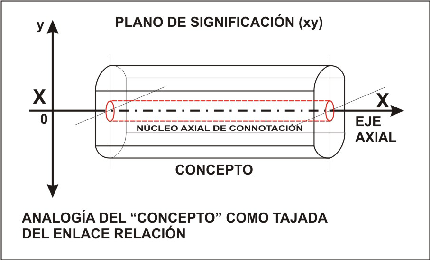 y
PLANO DE SIGNIFICACIÓN (xy)
X
X
0
NÚCLEO AXIAL DE CONNOTACIÓN
EJE
AXIAL
CONCEPTO
ANALOGÍA DEL “CONCEPTO” COMO TAJADA
DEL ENLACE RELACIÓN